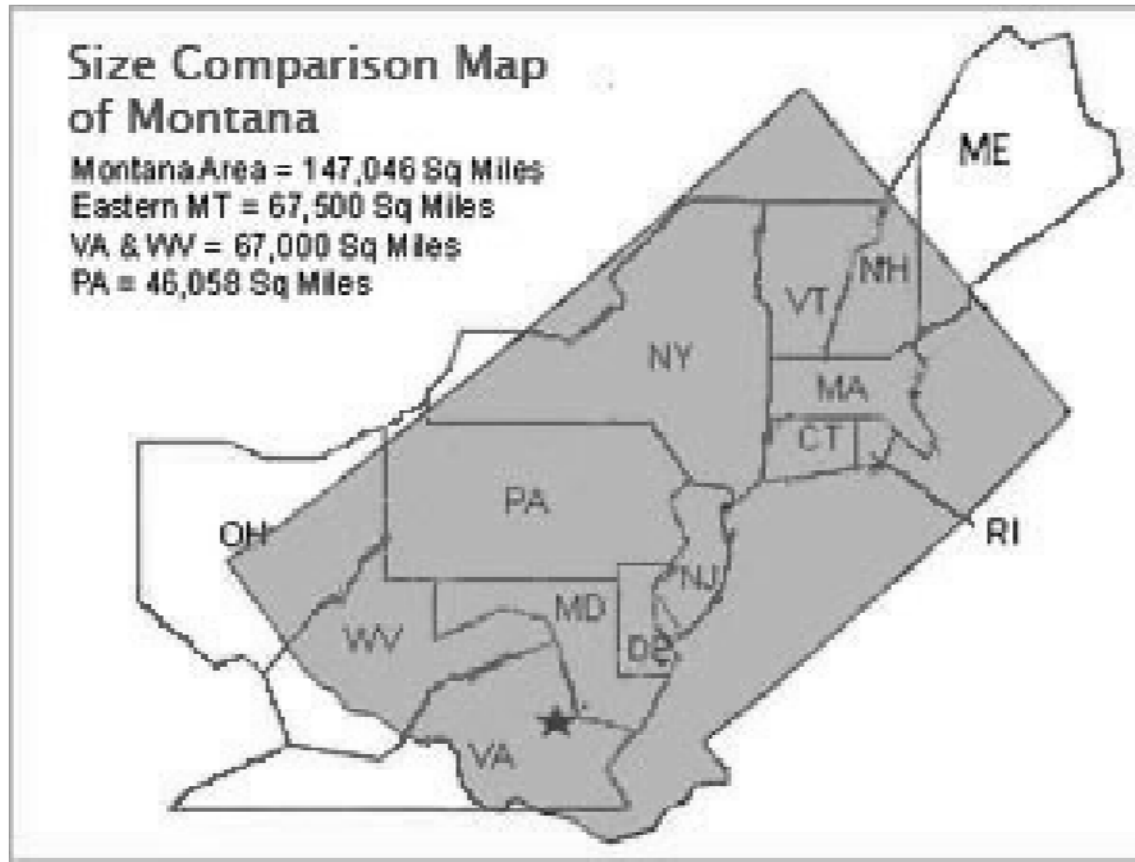 Size Comparison Map
of Montana
Montana Area = 147,046 Sq Miles
Eastern MT = 67,500 Sq Miles
VA & WV = 67,000 Sq Miles
PA = 46,058 Sq Miles
ME
NH
VT
NY
MA
CT
PA
OH
RI
NJ
MD
WV
DE
VA